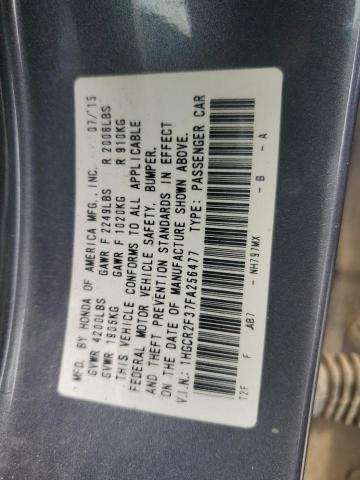 MFD. BY HONDA OF AMERICA MFG., INC. 07/15
GVWR 4200LBS GAWR F 2249LBS R 2006LBS
GVWR 1905KG GAWR F 1020KG R 910KG
THIS VEHICLE CONFORMS TO ALL APPLICABLE
FEDERAL MOTOR VEHICLE SAFETY, BUMPER,
AND THEFT PREVENTION STANDARDS IN EFFECT
ON THE DATE OF MANUFACTURE SHOWN ABOVE.
V.I.N.: 1HGCR2F37FA256477 TYPE: PASSENGER CAR
T2F F AB7 - NH797MX - B - A